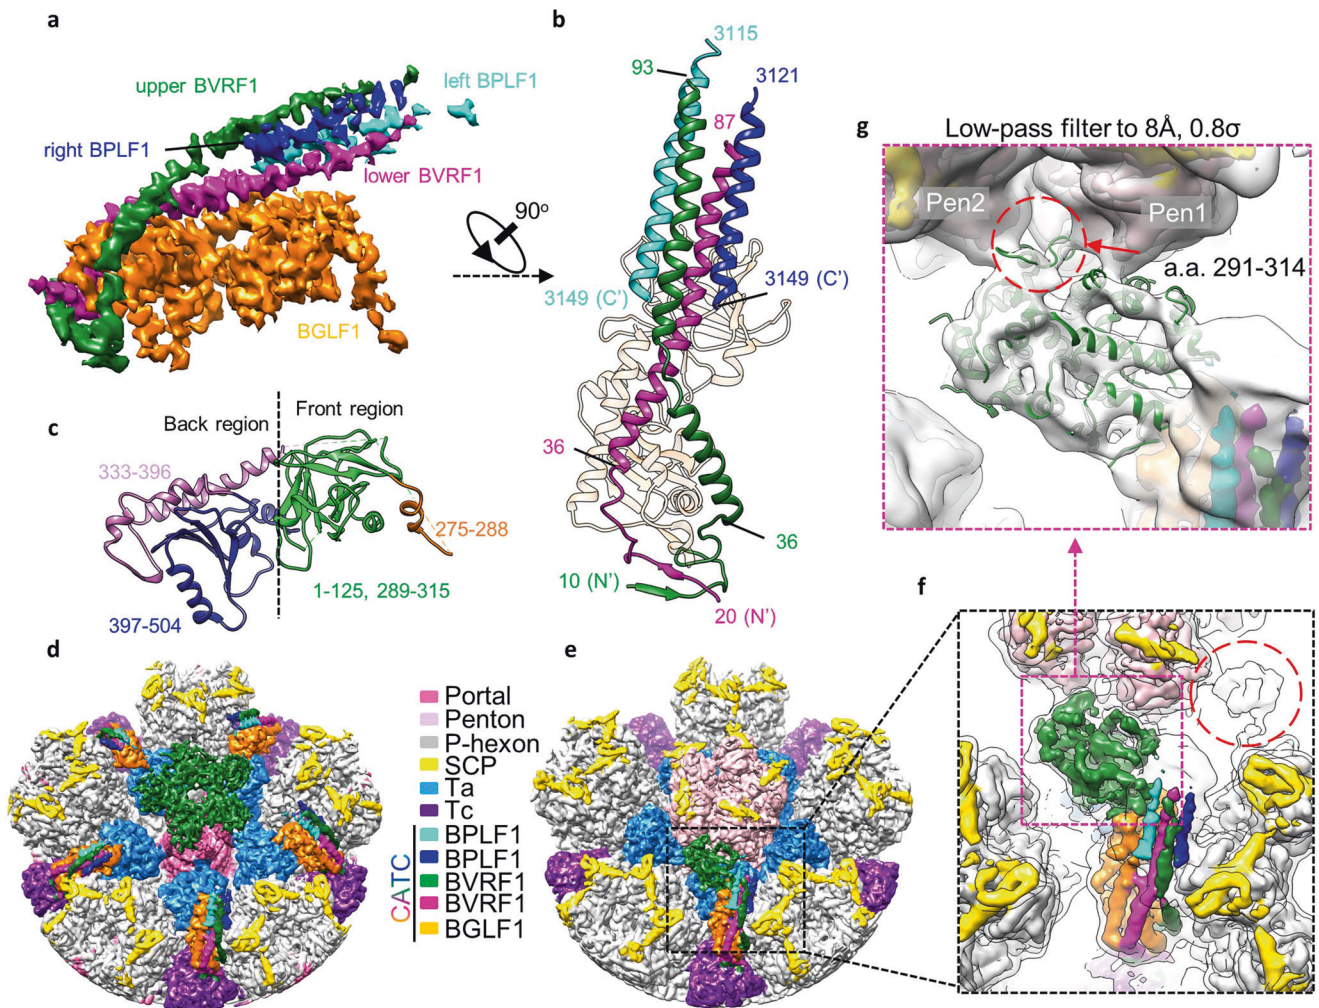 a
upper BVRF1
left BPLF1
right BPLF1
lower BVRF1
BGLF1
90°
b
3115
93
3121
87
3149 (C’)
3149 (C’)
36
36
10 (N’)
20 (N’)
c
Back region
Front region
333-396
275-288
1-125, 289-315
397-504
d
e
Portal
Penton
P-hexon
SCP
Ta
Tc
CATC
BPLF1
BPLF1
BVRF1
BVRF1
BGLF1
f
g
Low-pass filter to 8Å, 0.8σ
Pen2
Pen1
a.a. 291-314